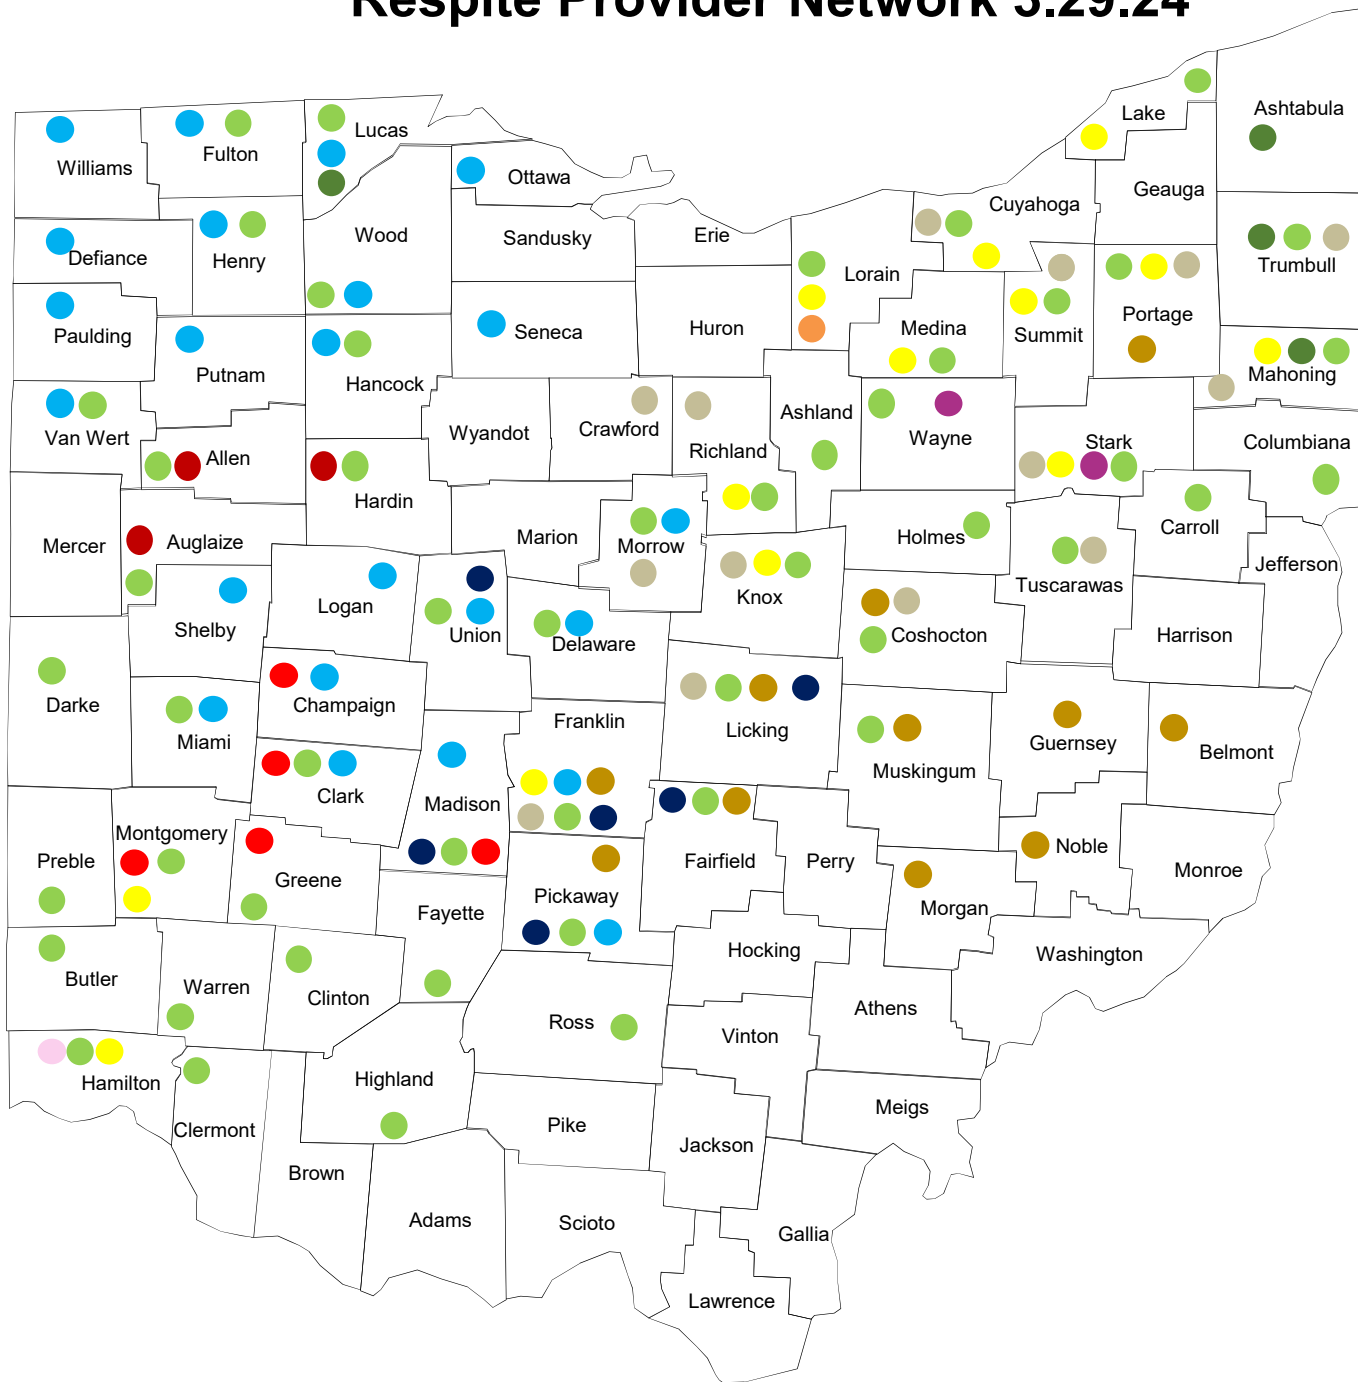 Respite Provider Network 3.29.24
Lake
Ashtabula
Lucas
Fulton
Williams
Ottawa
Geauga
Cuyahoga
Wood
Sandusky
Erie
Defiance
Henry
Lorain
Trumbull
Paulding
Seneca
Huron
Medina
Summit
Portage
Putnam
Hancock
Mahoning
Van Wert
Wyandot
Crawford
Richland
Ashland
Wayne
Stark
Columbiana
Allen
Hardin
Mercer
Auglaize
Marion
Morrow
Holmes
Carroll
Jefferson
Logan
Knox
Tuscarawas
Shelby
Union
Delaware
Coshocton
Harrison
Darke
Champaign
Franklin
Licking
Miami
Muskingum
Guernsey
Belmont
Clark
Madison
Montgomery
Preble
Greene
Fairfield
Perry
Noble
Monroe
Pickaway
Fayette
Morgan
Hocking
Washington
Butler
Warren
Clinton
Athens
Ross
Vinton
Hamilton
Highland
Clermont
Pike
Jackson
Meigs
Brown
Adams
Scioto
Gallia
Lawrence